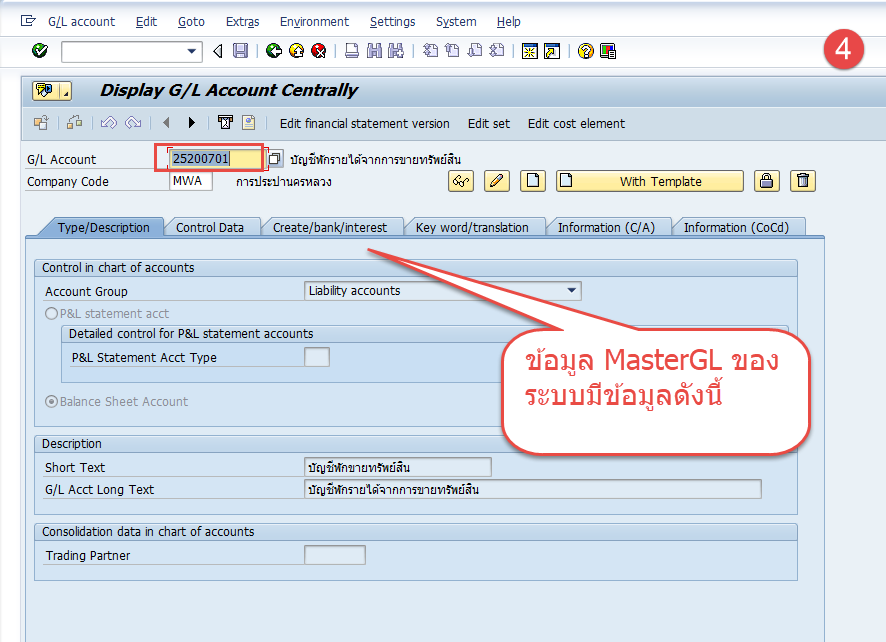 G/L account Edit Goto Extras Environment Settings System Help
4
Display G/L Account Centrally
Edit financial statement version Edit set Edit cost element
G/L Account 25200701 บัญชีพักรายได้จากการขายทรัพย์สิน
Company Code MWA การประปานครหลวง
With Template
Type/Description Control Data Create/bank/interest Key word/translation Information (C/A) Information (CoCd)
Control in chart of accounts
Account Group Liability accounts
P&L statement acct
Detailed control for P&L statement accounts
P&L Statement Acct Type
Balance Sheet Account
ข้อมูล MasterGL ของ
ระบบมีข้อมูลดังนี้
Description
Short Text บัญชีพักขายทรัพย์สิน
G/L Acct Long Text บัญชีพักรายได้จากการขายทรัพย์สิน
Consolidation data in chart of accounts
Trading Partner